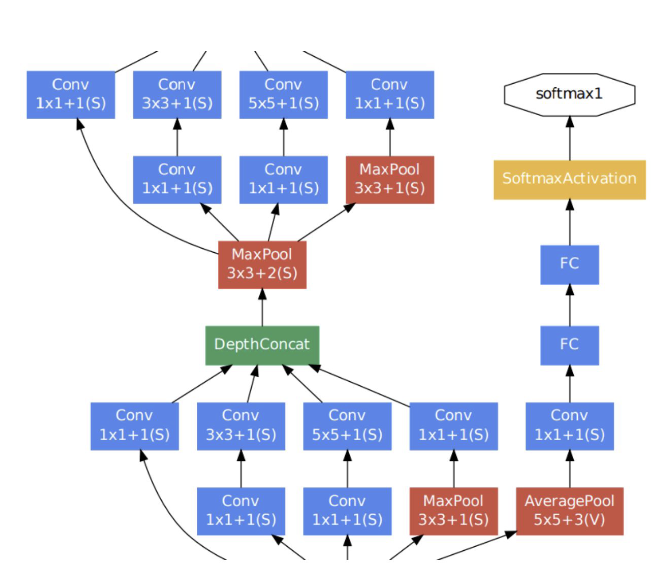 Conv
1x1+1(S)
Conv
3x3+1(S)
Conv
5x5+1(S)
Conv
1x1+1(S)
softmax1
Conv
1x1+1(S)
Conv
1x1+1(S)
MaxPool
3x3+1(S)
SoftmaxActivation
MaxPool
3x3+2(S)
FC
DepthConcat
FC
Conv
1x1+1(S)
Conv
3x3+1(S)
Conv
5x5+1(S)
Conv
1x1+1(S)
Conv
1x1+1(S)
Conv
1x1+1(S)
Conv
1x1+1(S)
MaxPool
3x3+1(S)
AveragePool
5x5+3(V)